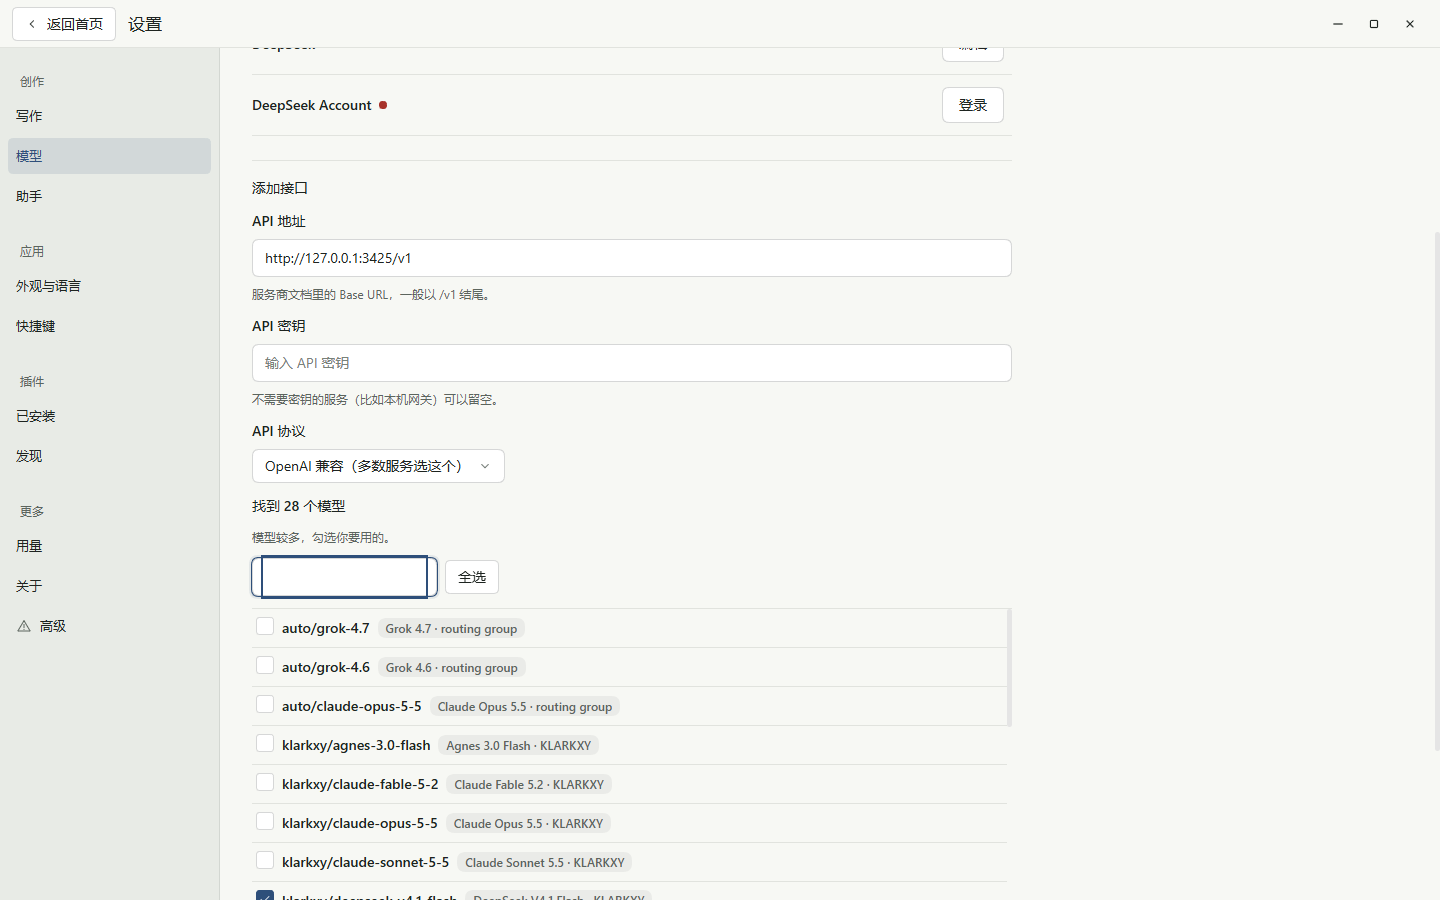 返回首页
设置
创作
写作
模型
助手
应用
外观与语言
快捷键
插件
已安装
发现
更多
用量
关于
高级
DeepSeek Account
登录
添加接口
API 地址
http://127.0.0.1:3425/v1
服务商文档里的 Base URL，一般以 /v1 结尾。
API 密钥
输入 API 密钥
不需要密钥的服务（比如本机网关）可以留空。
API 协议
OpenAI 兼容（多数服务选这个）
找到 28 个模型
模型较多，勾选你要用的。
全选
auto/grok-4.7 Grok 4.7 · routing group
auto/grok-4.6 Grok 4.6 · routing group
auto/claude-opus-5-5 Claude Opus 5.5 · routing group
klarkxy/agnes-3.0-flash Agnes 3.0 Flash · KLARKXY
klarkxy/claude-fable-5-2 Claude Fable 5.2 · KLARKXY
klarkxy/claude-opus-5-5 Claude Opus 5.5 · KLARKXY
klarkxy/claude-sonnet-5-5 Claude Sonnet 5.5 · KLARKXY
klarkxy/deepseek-v4.1-flash DeepSeek V4.1 Flash · KLARKXY